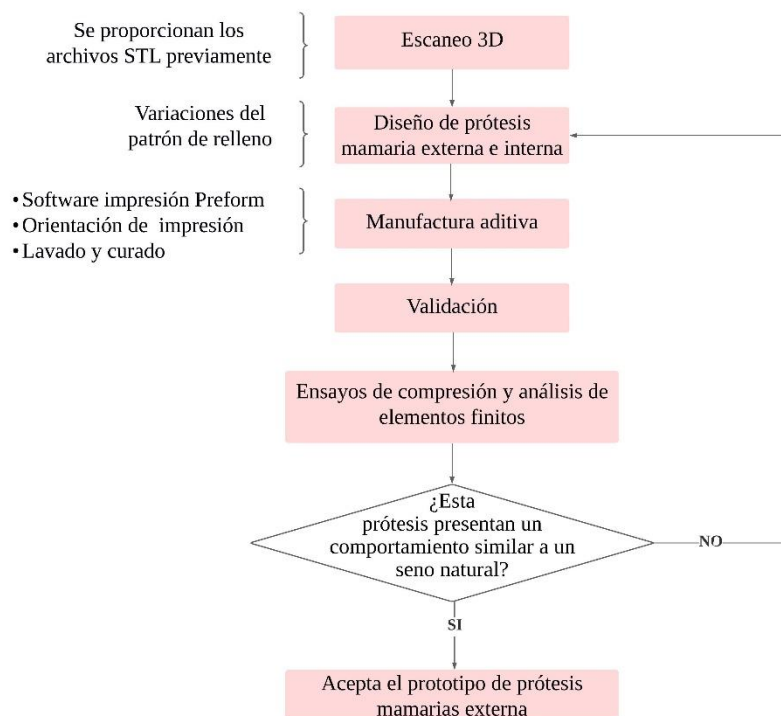 Se proporcionan los
archivos STL previamente
Escaneo 3D
Variaciones del
patrón de relleno
Diseño de prótesis
mamaria externa e interna
• Software impresión Preform
• Orientación de impresión
• Lavado y curado
Manufactura aditiva
Validación
Ensayos de compresión y análisis de
elementos finitos
¿Esta
prótesis presentan un
comportamiento similar a un
seno natural?
NO
SI
Acepta el prototipo de prótesis
mamarias externa